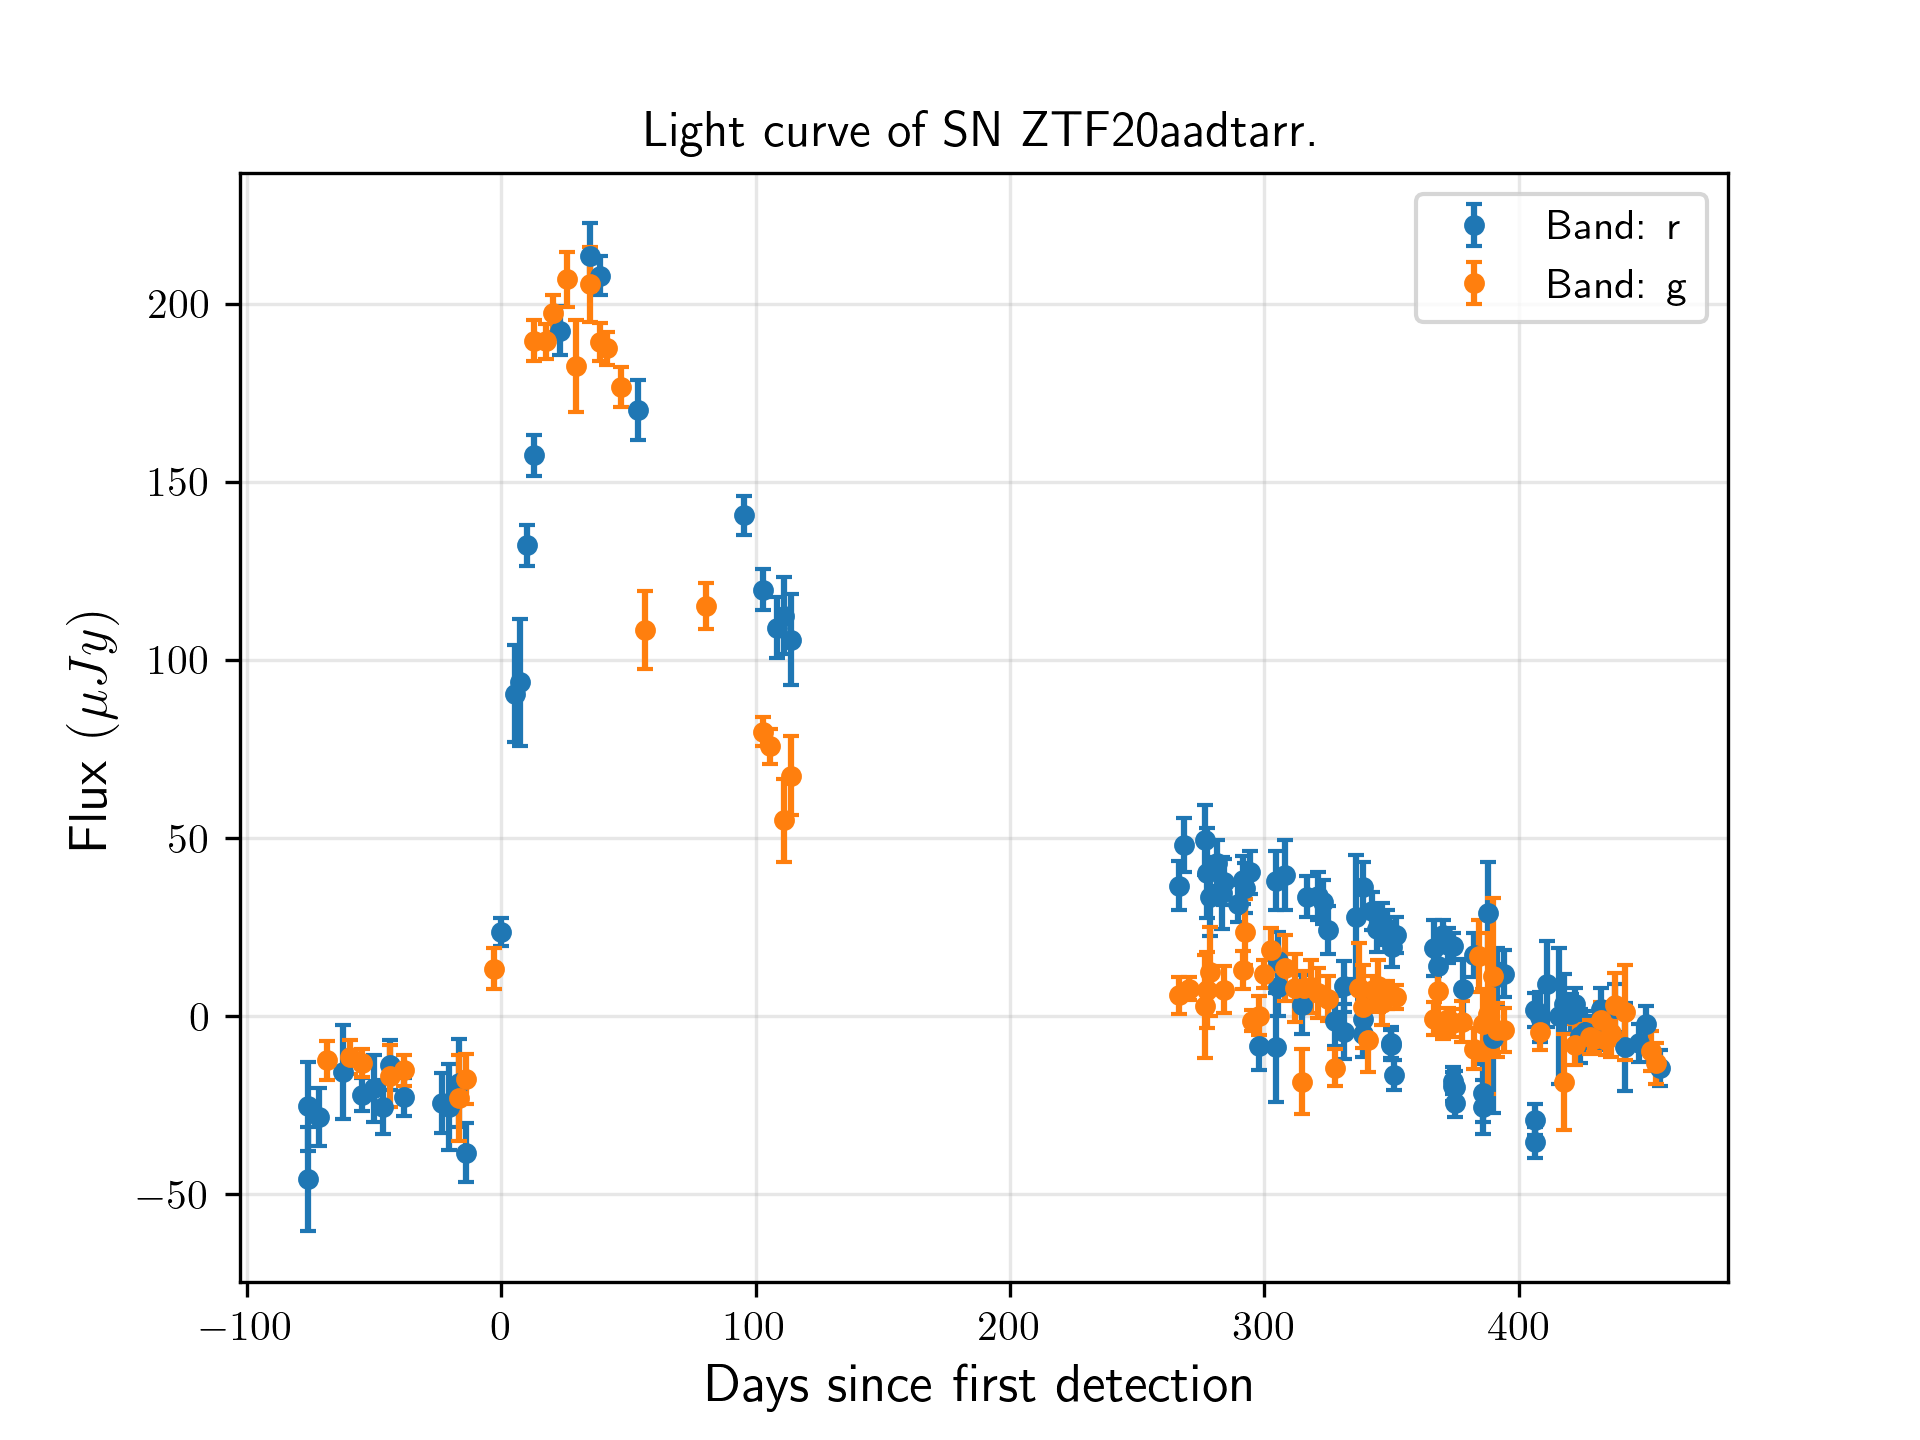 Light curve of SN ZTF20aadtarr.
Band: r
Band: g
Flux (μJy)
200
150
100
50
0
−50
−100 0 100 200 300 400
Days since first detection